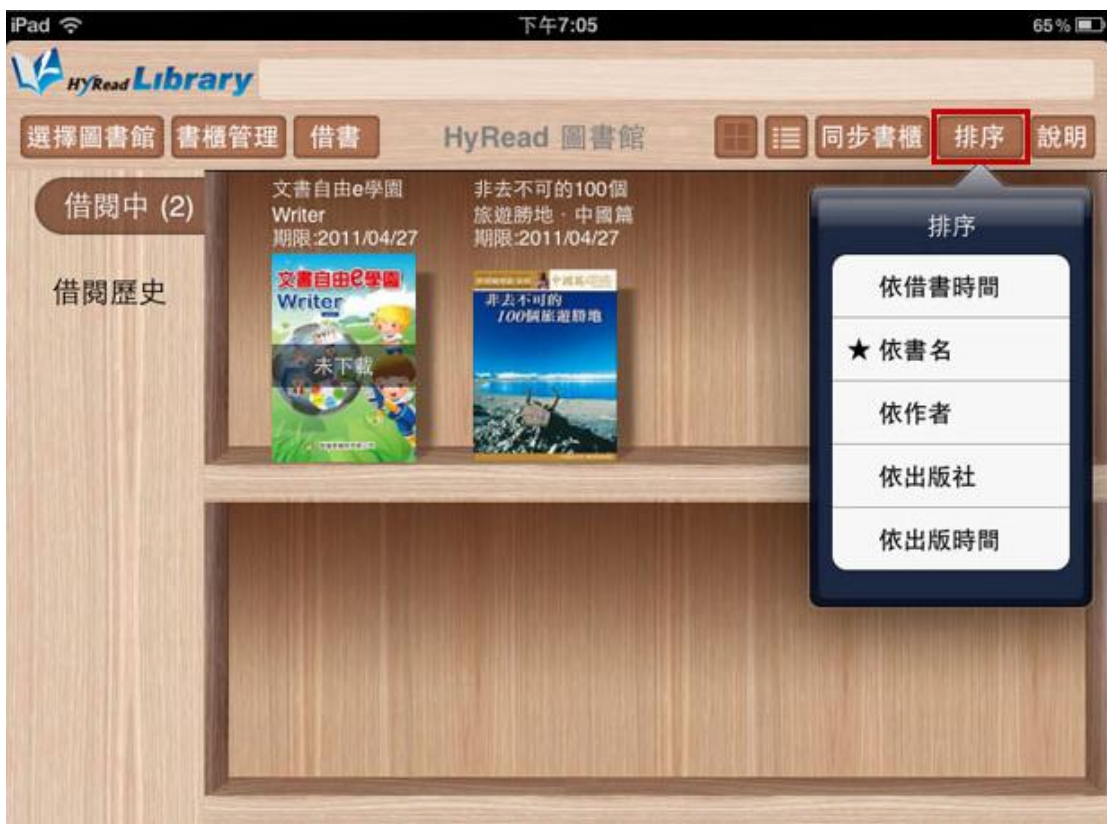 iPad
下午7:05
65%
HyRead Library
選擇圖書館 書櫃管理 借書 HyRead 圖書館 同步書櫃 排序 說明
借閱中 (2)
借閱歷史
文書自由e學園
Writer
期限:2011/04/27
非去不可的100個
旅遊勝地‧中國篇
期限:2011/04/27
文書自由e學園
Writer
未下載
非去不可的
100個旅遊勝地
排序
依借書時間
★ 依書名
依作者
依出版社
依出版時間